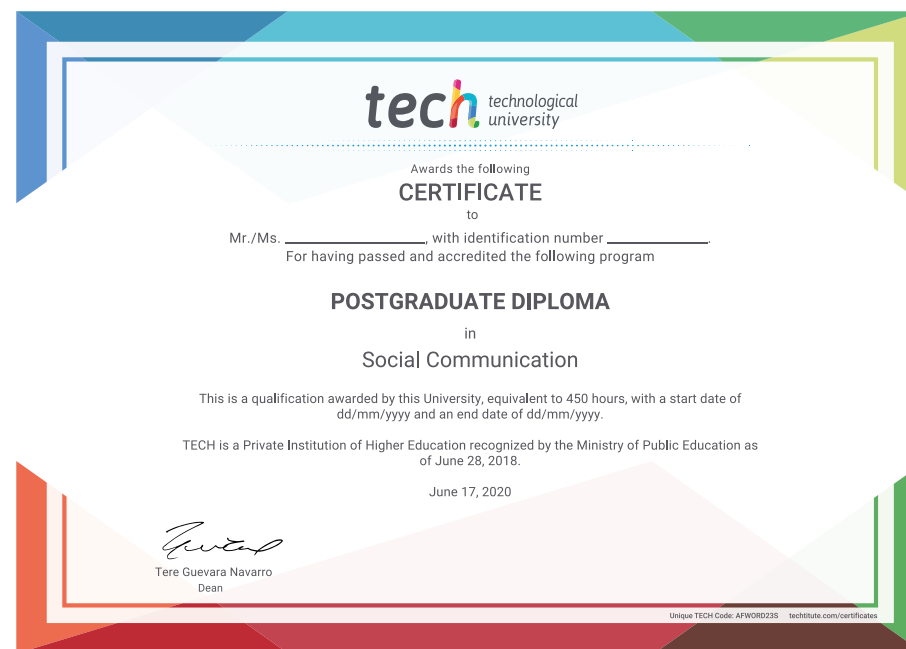 tech technological university
Awards the following
CERTIFICATE
to
Mr./Ms. ____________________, with identification number ______________.
For having passed and accredited the following program
POSTGRADUATE DIPLOMA
in
Social Communication
This is a qualification awarded by this University, equivalent to 450 hours, with a start date of
dd/mm/yyyy and an end date of dd/mm/yyyy.
TECH is a Private Institution of Higher Education recognized by the Ministry of Public Education as
of June 28, 2018.
June 17, 2020
Tere Guevara Navarro
Dean
Unique TECH Code: AFWORD235 techtitute.com/certificates